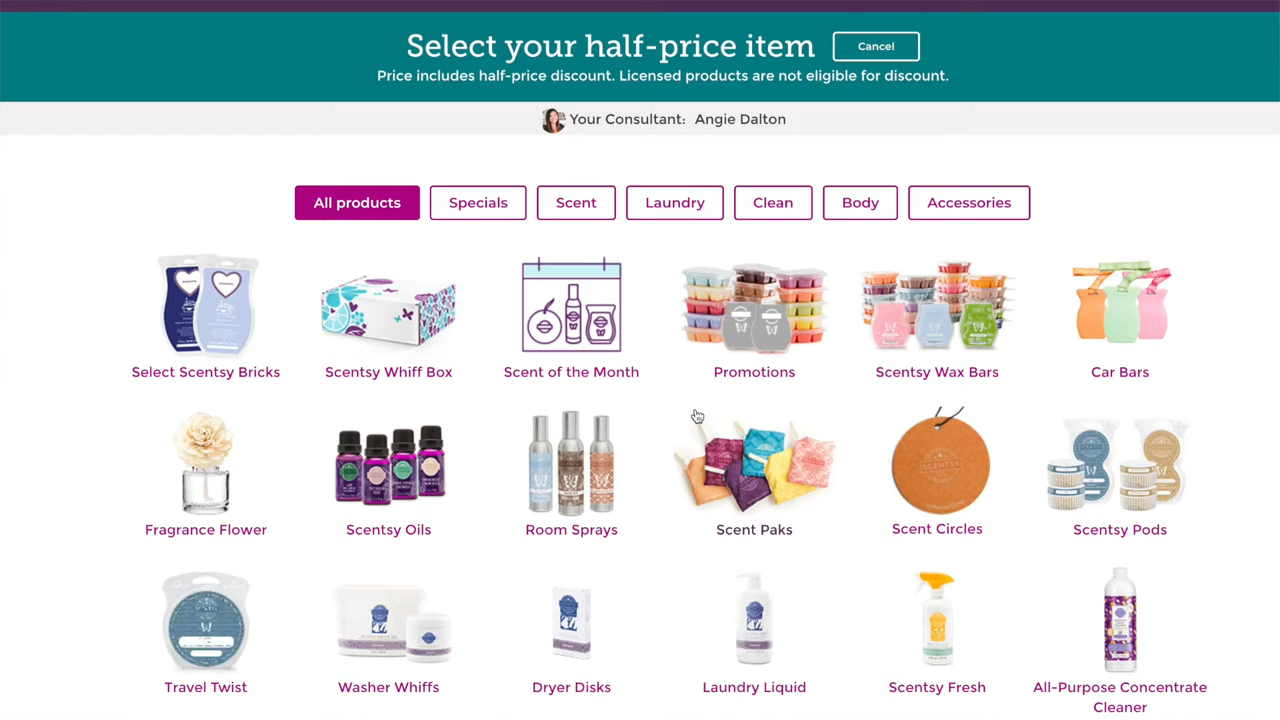 Select your half-price item
Cancel
Price includes half-price discount. Licensed products are not eligible for discount.
Your Consultant: Angie Dalton
All products
Specials
Scent
Laundry
Clean
Body
Accessories
Select Scentsy Bricks
Scentsy Whiff Box
Scent of the Month
Promotions
Scentsy Wax Bars
Car Bars
SCENTSY
Fragrance Flower
Scentsy Oils
Room Sprays
Scent Paks
Scent Circles
Scentsy Pods
Travel Twist
Washer Whiffs
Dryer Disks
Laundry Liquid
Scentsy Fresh
All-Purpose Concentrate
Cleaner